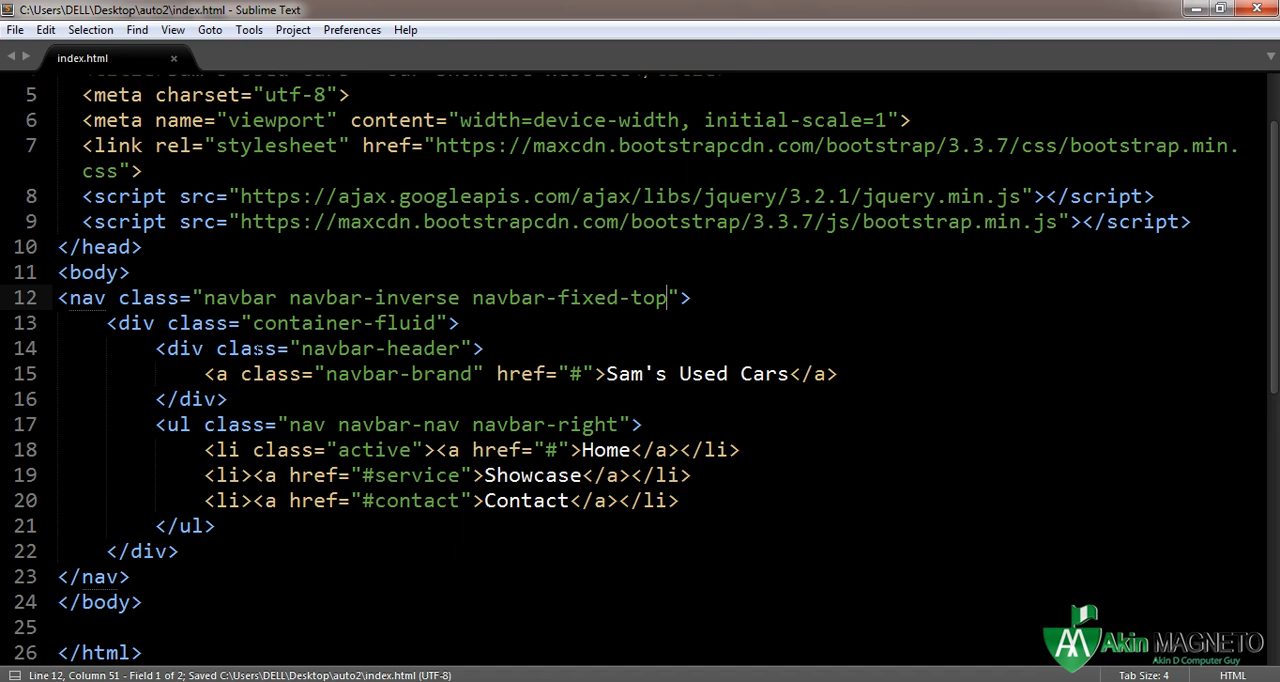 C:\Users\DELL\Desktop\auto2\index.html - Sublime Text
File Edit Selection Find View Goto Tools Project Preferences Help
index.html
5 <meta charset="utf-8">
6 <meta name="viewport" content="width=device-width, initial-scale=1">
7 <link rel="stylesheet" href="https://maxcdn.bootstrapcdn.com/bootstrap/3.3.7/css/bootstrap.min.
css">
8 <script src="https://ajax.googleapis.com/ajax/libs/jquery/3.2.1/jquery.min.js"></script>
9 <script src="https://maxcdn.bootstrapcdn.com/bootstrap/3.3.7/js/bootstrap.min.js"></script>
10 </head>
11 <body>
12 <nav class="navbar navbar-inverse navbar-fixed-top">
13 <div class="container-fluid">
14 <div class="navbar-header">
15 <a class="navbar-brand" href="#">Sam's Used Cars</a>
16 </div>
17 <ul class="nav navbar-nav navbar-right">
18 <li class="active"><a href="#">Home</a></li>
19 <li><a href="#service">Showcase</a></li>
20 <li><a href="#contact">Contact</a></li>
21 </ul>
22 </div>
23 </nav>
24 </body>
25
26 </html>
Akin MAGNETO
Akin D Computer Guy
Line 12, Column 51 - Field 1 of 2; Saved C:\Users\DELL\Desktop\auto2\index.html (UTF-8)
Tab Size: 4
HTML